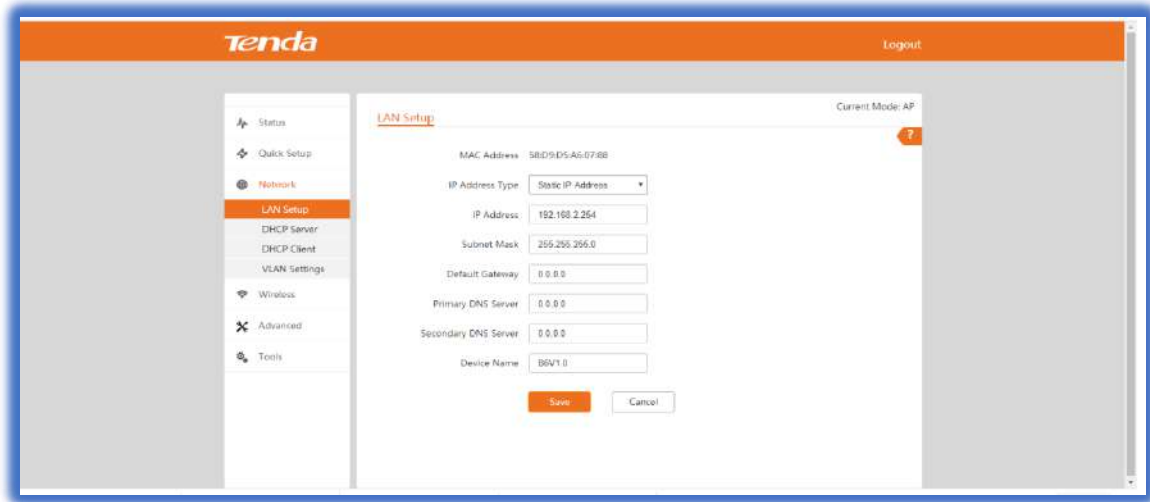 Tenda
Logout
Current Mode: AP
Status
Quick Setup
Network
LAN Setup
DHCP Server
DHCP Client
VLAN Settings
Wireless
Advanced
Tools
LAN Setup
?
MAC Address 58:D9:D5:A6:07:88
IP Address Type Static IP Address
IP Address 192.168.2.254
Subnet Mask 255.255.255.0
Default Gateway 0.0.0.0
Primary DNS Server 0.0.0.0
Secondary DNS Server 0.0.0.0
Device Name B6V1.0
Save Cancel